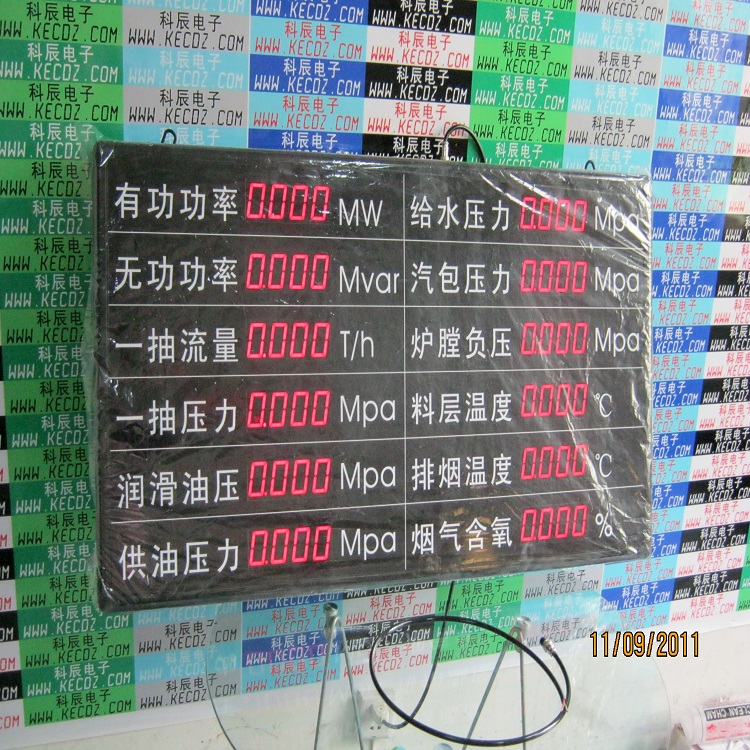 科辰电子
WWW.KECDZ.COM
有功功率 0.000 MW 给水压力 0.000 Mpa
无功功率 0.000 Mvar 汽包压力 0.000 Mpa
一抽流量 0.000 T/h 炉膛负压 0.000 Mpa
一抽压力 0.000 Mpa 料层温度 0.000 ℃
润滑油压 0.000 Mpa 排烟温度 0.000 ℃
供油压力 0.000 Mpa 烟气含氧 0.000 %
11/09/2011